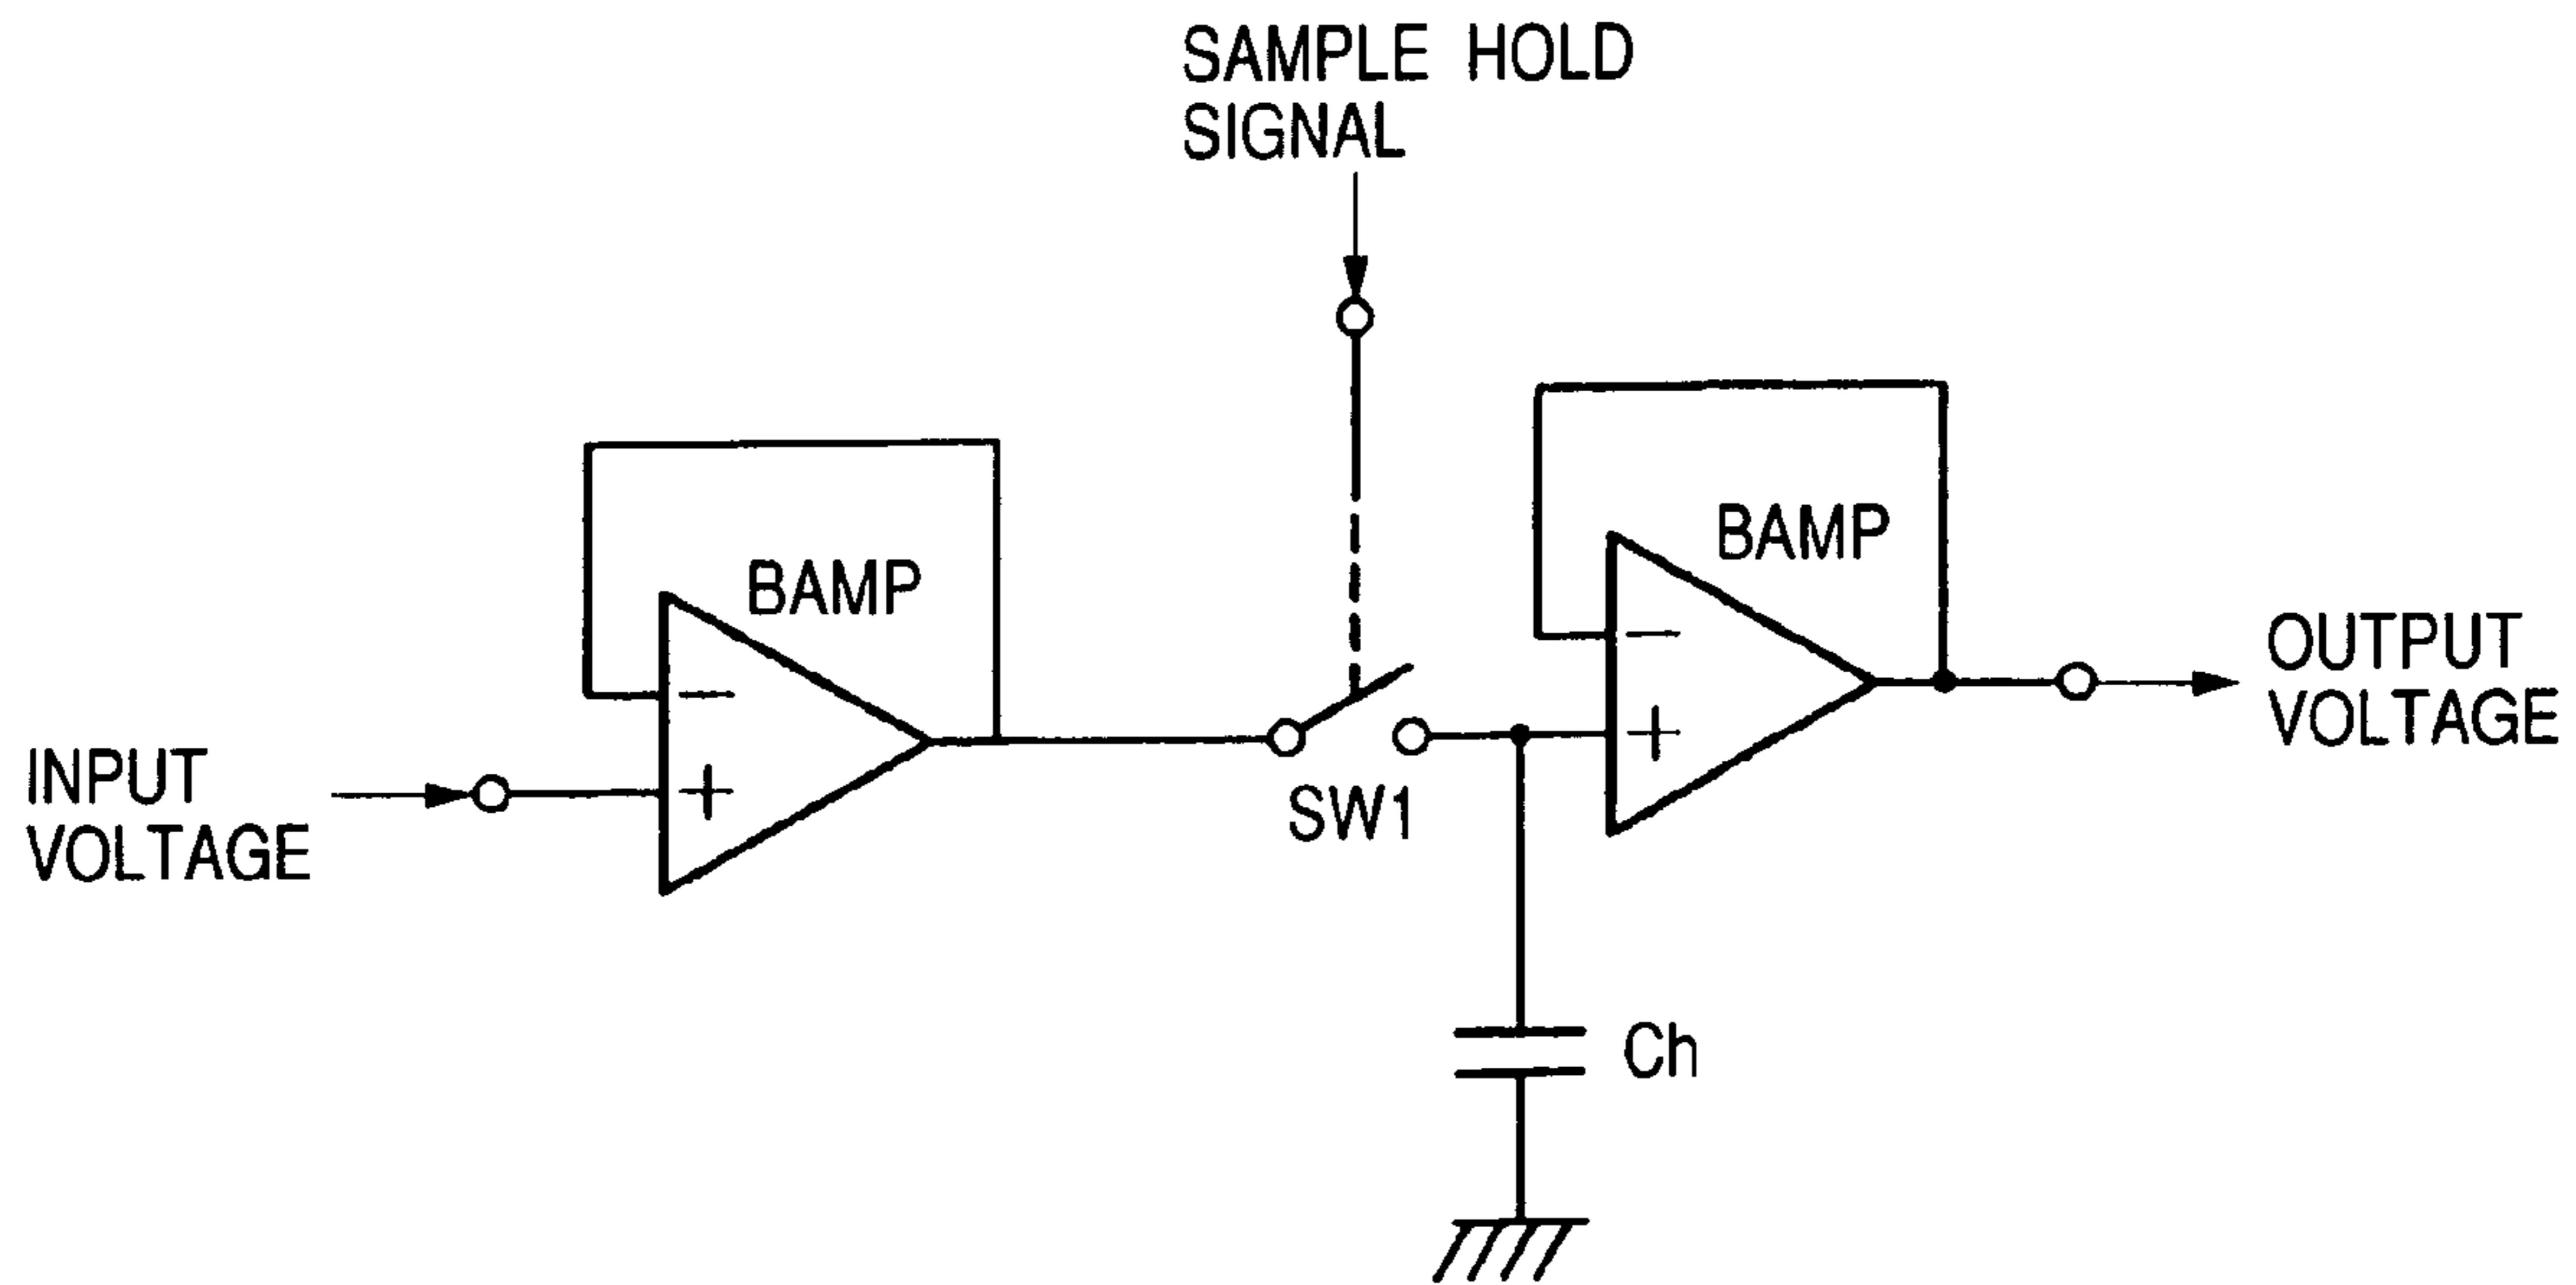 SAMPLE HOLD
SIGNAL
BAMP
BAMP
−
+
−
+
INPUT
VOLTAGE
SW1
OUTPUT
VOLTAGE
Ch